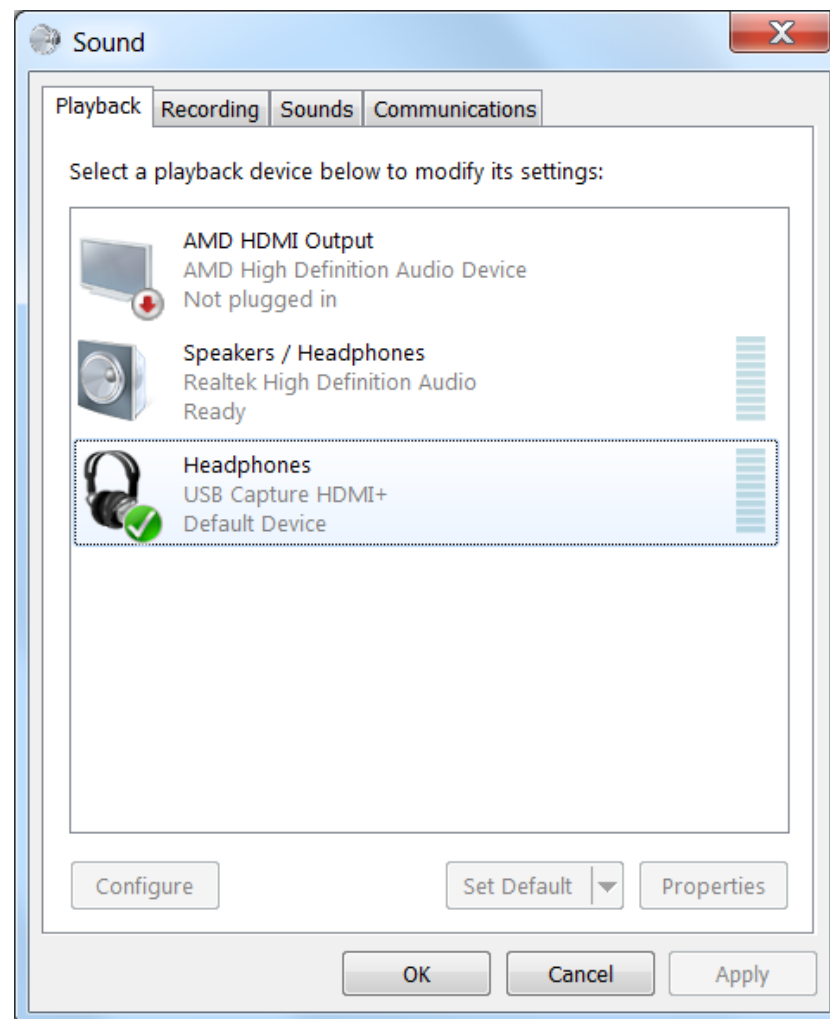 Sound
Playback Recording Sounds Communications
Select a playback device below to modify its settings:
AMD HDMI Output
AMD High Definition Audio Device
Not plugged in
Speakers / Headphones
Realtek High Definition Audio
Ready
Headphones
USB Capture HDMI+
Default Device
Configure Set Default Properties
OK Cancel Apply